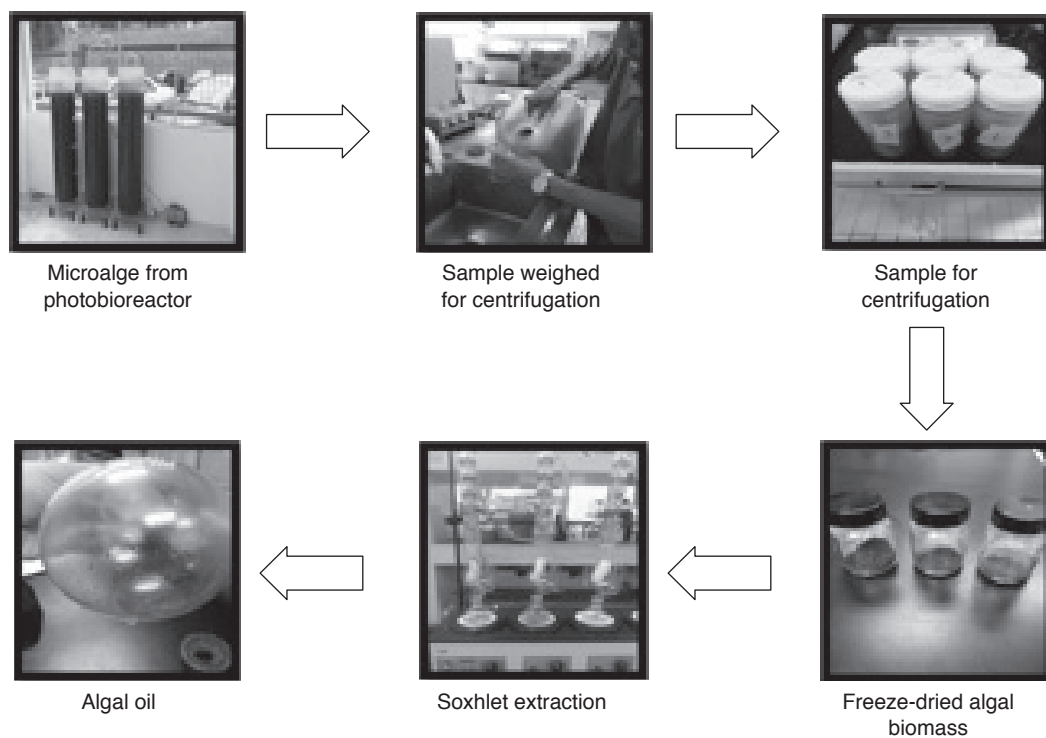 Microalge from
photobioreactor
Sample weighed
for centrifugation
Sample for
centrifugation
Freeze-dried algal
biomass
Soxhlet extraction
Algal oil